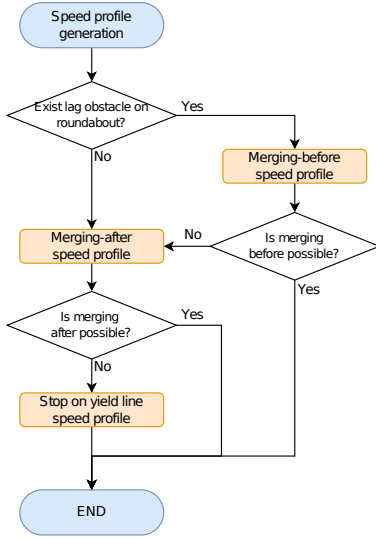 Speed profile
generation
Exist lag obstacle on
roundabout?
Yes
No
Merging-before
speed profile
Is merging
before possible?
No
Yes
Merging-after
speed profile
Is merging
after possible?
Yes
No
Stop on yield line
speed profile
END